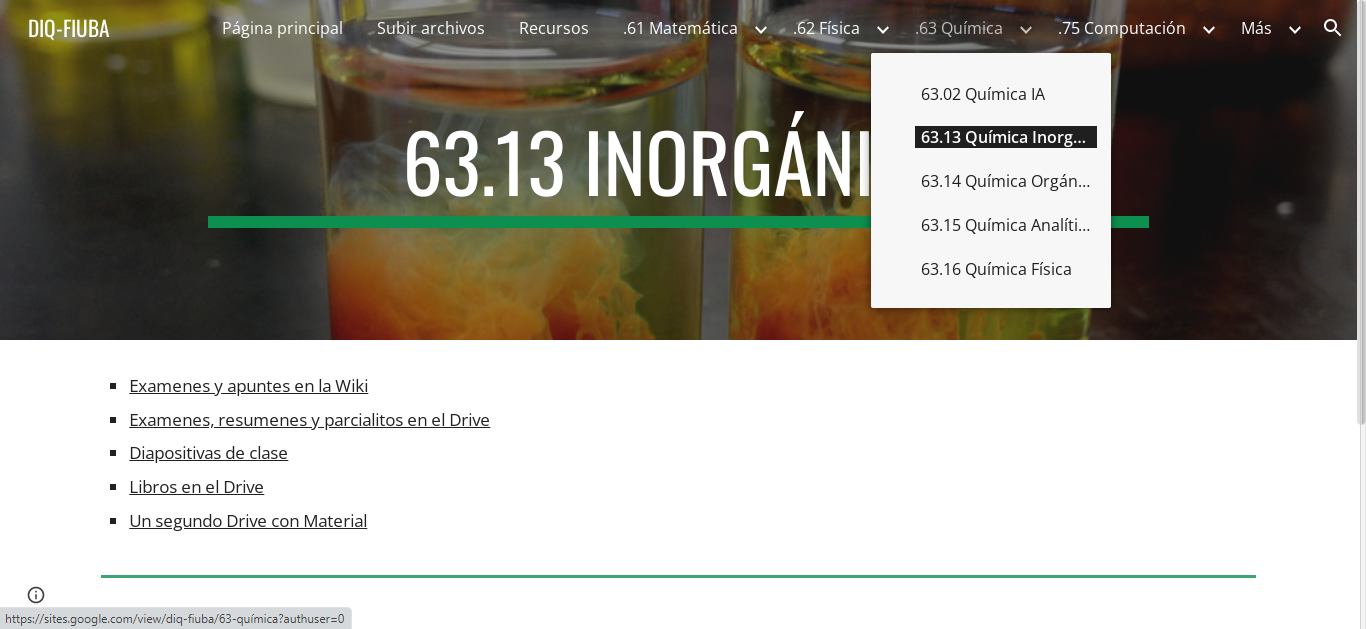 DIQ-FIUBA Página principal Subir archivos Recursos .61 Matemática .62 Física .63 Química .75 Computación Más
63.02 Química IA
63.13 Química Inorg...
63.14 Química Orgán...
63.15 Química Analíti...
63.16 Química Física
63.13 INORGÁNI
Examenes y apuntes en la Wiki
Examenes, resumenes y parcialitos en el Drive
Diapositivas de clase
Libros en el Drive
Un segundo Drive con Material
https://sites.google.com/view/diq-fiuba/63-química?authuser=0